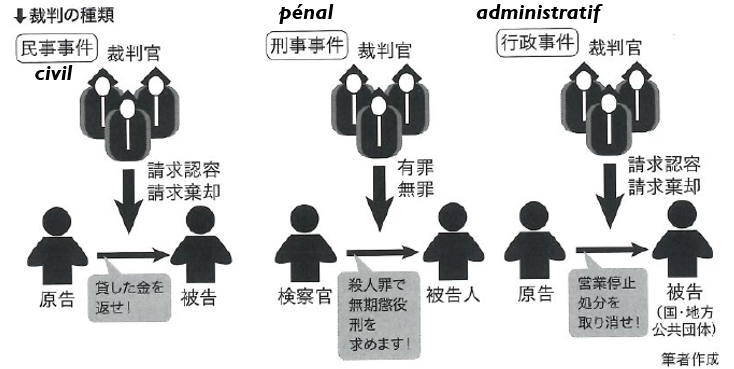 ⬇裁判の種類
民事事件
civil
裁判官
請求認容
請求棄却
原告
貸した金を
返せ!
被告
pénal
刑事事件
裁判官
有罪
無罪
検察官
殺人罪で
無期懲役
刑を
求めます!
被告人
administratif
行政事件
裁判官
請求認容
請求棄却
原告
営業停止
処分を
取り消せ!
被告
(国・地方
公共団体)
筆者作成